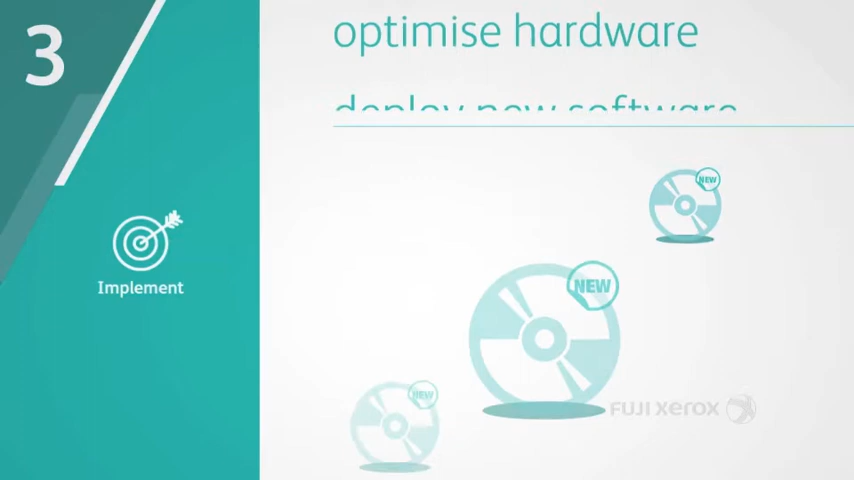 3
Implement
optimise hardware
deploy new software
NEW
NEW
NEW
FUJI xerox